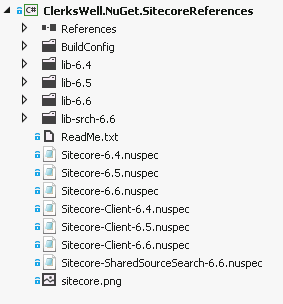 C# ClerksWell.NuGet.SitecoreReferences
References
BuildConfig
lib-6.4
lib-6.5
lib-6.6
lib-srch-6.6
ReadMe.txt
Sitecore-6.4.nuspec
Sitecore-6.5.nuspec
Sitecore-6.6.nuspec
Sitecore-Client-6.4.nuspec
Sitecore-Client-6.5.nuspec
Sitecore-Client-6.6.nuspec
Sitecore-SharedSourceSearch-6.6.nuspec
sitecore.png